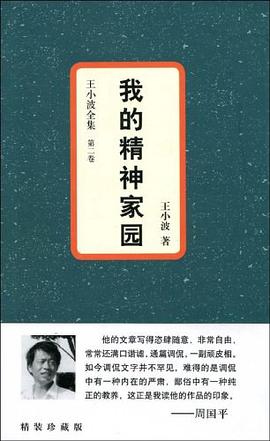 我的精神家园
王小波全集 第二卷
王小波 著
他的文章写得恣肆随意，非常自由，
常常还满口谐谑，通篇调侃，一副顽皮相。
如今调侃文字并不罕见，难得的是调侃
中有一种内在的严肃，鄙俗中有一种纯
正的教养，这正是我读他的作品的印象。
——周国平
精装珍藏版